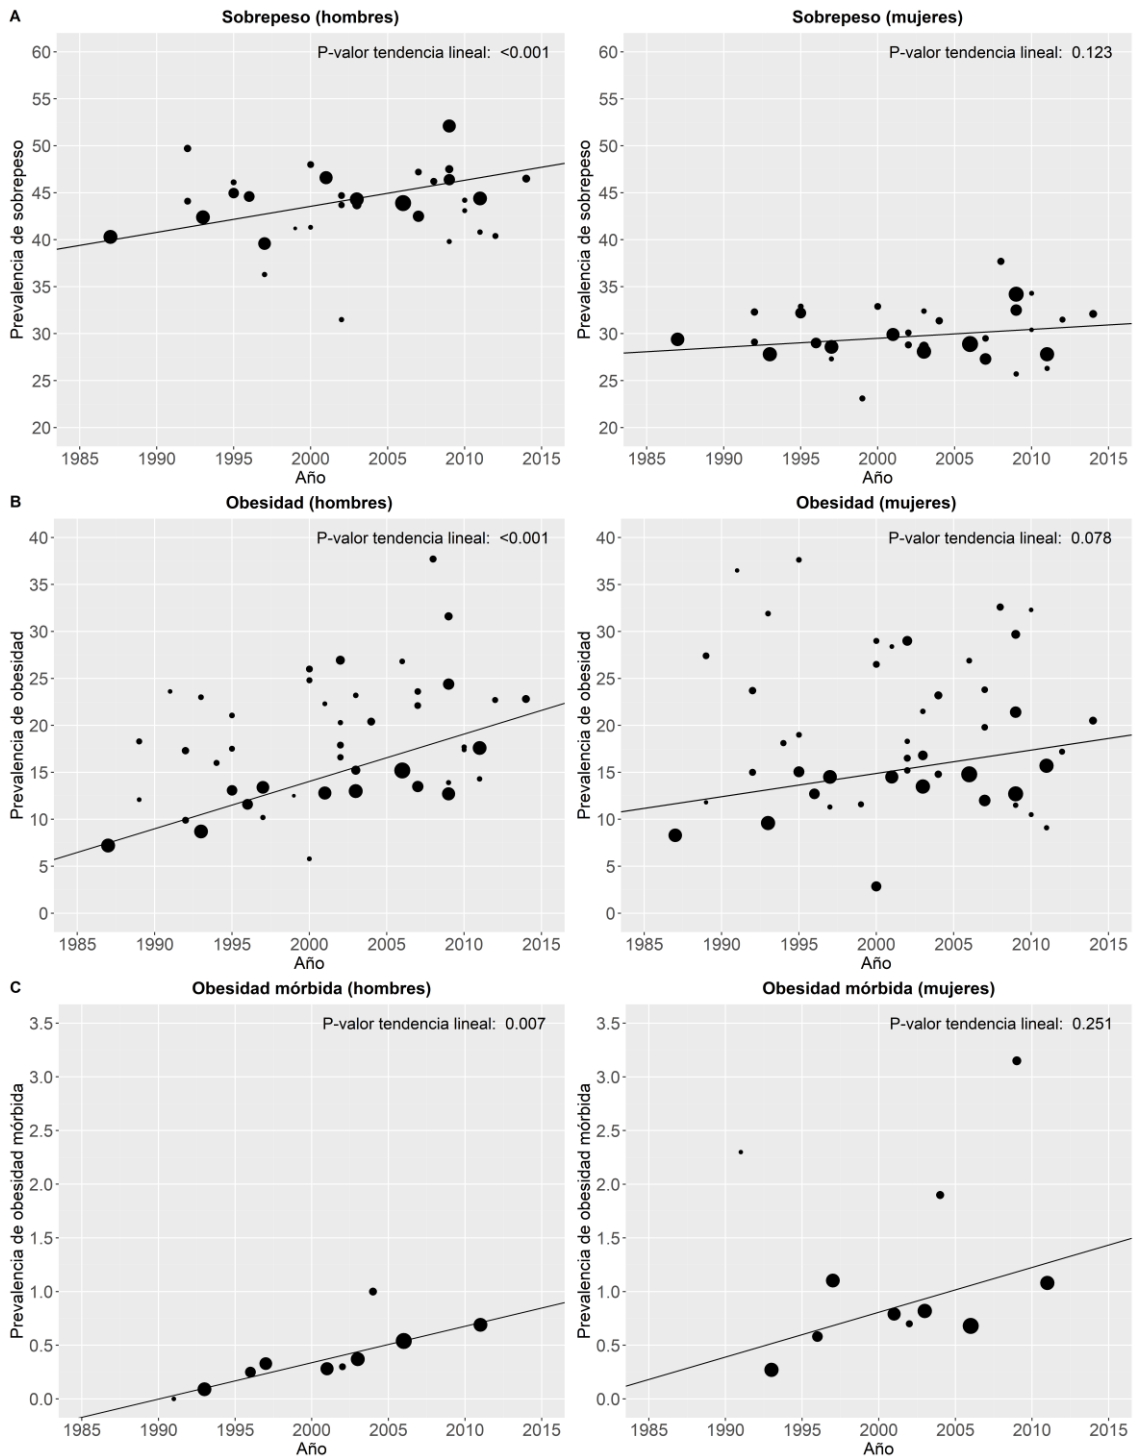 A
Sobrepeso (hombres)
P-valor tendencia lineal: <0.001
Prevalencia de sobrepeso
60
55
50
45
40
35
30
25
20
1985 1990 1995 2000 2005 2010 2015
Año
Sobrepeso (mujeres)
P-valor tendencia lineal: 0.123
Prevalencia de sobrepeso
60
55
50
45
40
35
30
25
20
1985 1990 1995 2000 2005 2010 2015
Año
B
Obesidad (hombres)
P-valor tendencia lineal: <0.001
Prevalencia de obesidad
40
35
30
25
20
15
10
5
0
1985 1990 1995 2000 2005 2010 2015
Año
Obesidad (mujeres)
P-valor tendencia lineal: 0.078
Prevalencia de obesidad
40
35
30
25
20
15
10
5
0
1985 1990 1995 2000 2005 2010 2015
Año
C
Obesidad mórbida (hombres)
P-valor tendencia lineal: 0.007
Prevalencia de obesidad mórbida
3.5
3.0
2.5
2.0
1.5
1.0
0.5
0.0
1985 1990 1995 2000 2005 2010 2015
Año
Obesidad mórbida (mujeres)
P-valor tendencia lineal: 0.251
Prevalencia de obesidad mórbida
3.5
3.0
2.5
2.0
1.5
1.0
0.5
0.0
1985 1990 1995 2000 2005 2010 2015
Año